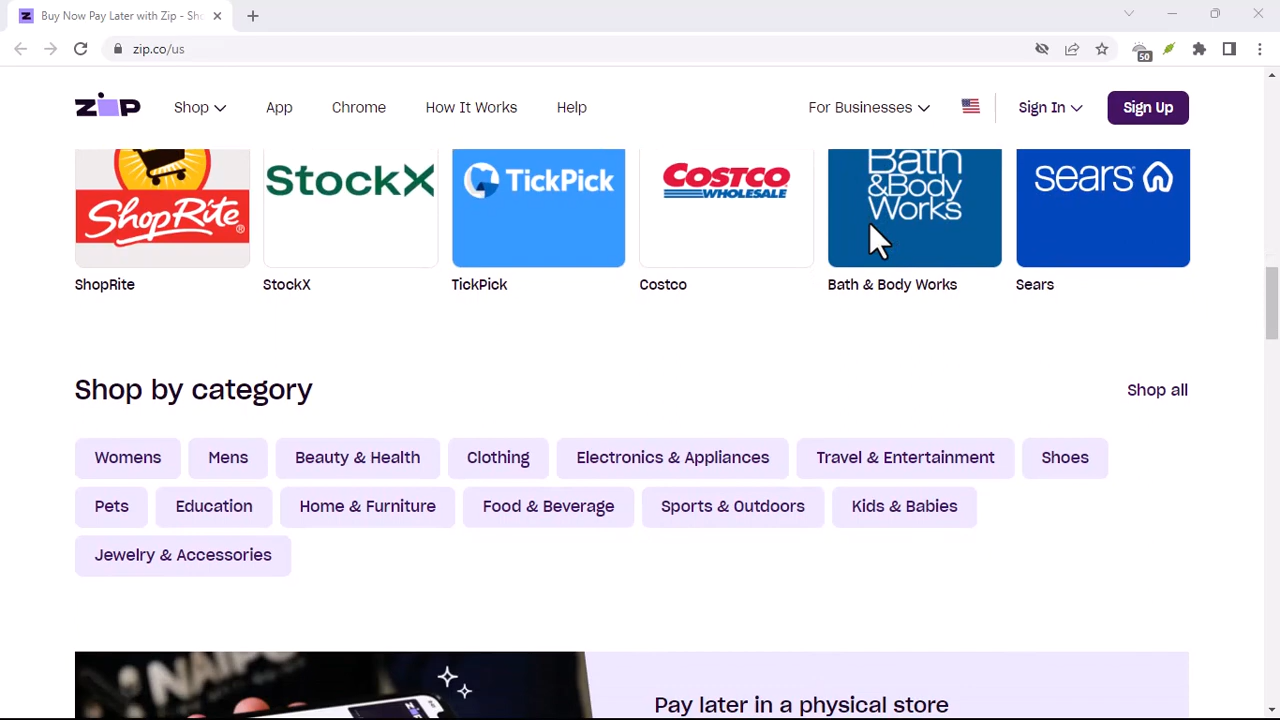 Buy Now Pay Later with Zip - Sho
zip.co/us
50
ZIP
Shop
App
Chrome
How It Works
Help
For Businesses
Sign In
Sign Up
ShopRite®
StockX
TickPick
COSTCO
WHOLESALE
Bath
& Body
Works
sears
ShopRite
StockX
TickPick
Costco
Bath & Body Works
Sears
Shop by category
Shop all
Womens
Mens
Beauty & Health
Clothing
Electronics & Appliances
Travel & Entertainment
Shoes
Pets
Education
Home & Furniture
Food & Beverage
Sports & Outdoors
Kids & Babies
Jewelry & Accessories
Pay later in a physical store